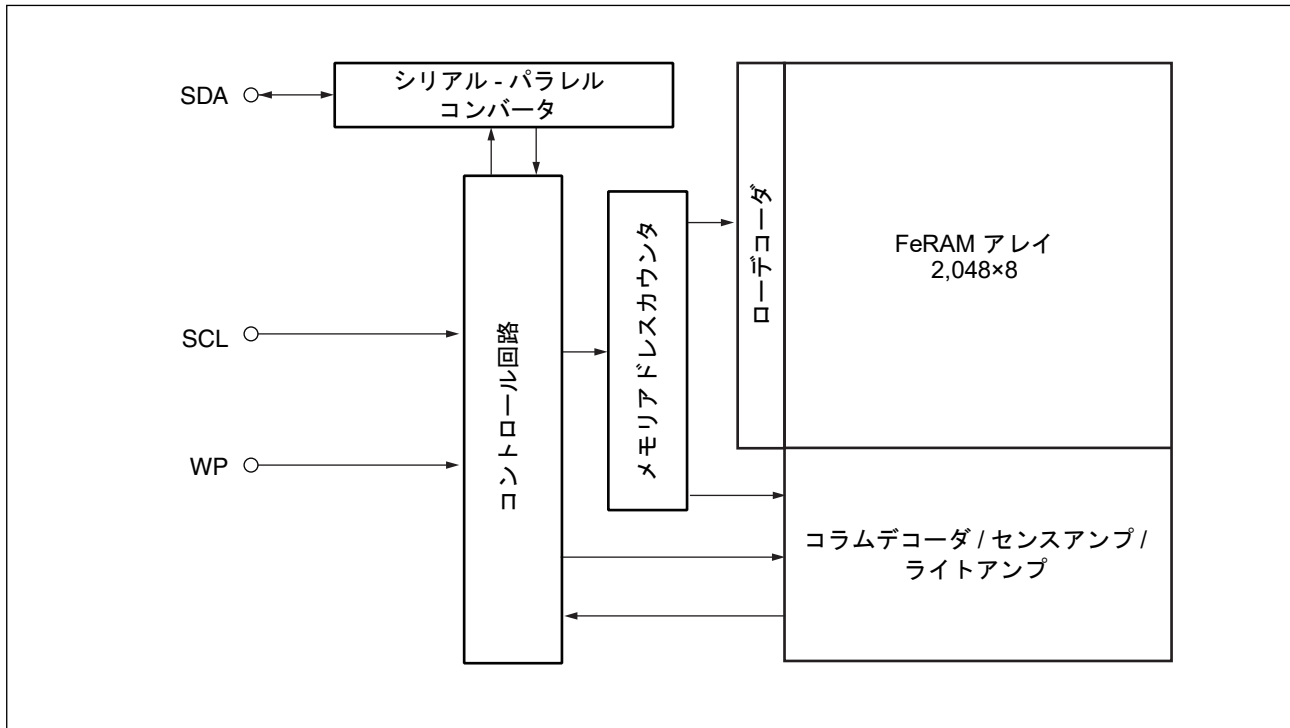 シリアル - パラレル
コンバータ
SDA
SCL
WP
コントロール回路
メモリアドレスカウンタ
ローデコーダ
FeRAM アレイ
2,048×8
コラムデコーダ / センスアンプ /
ライトアンプ